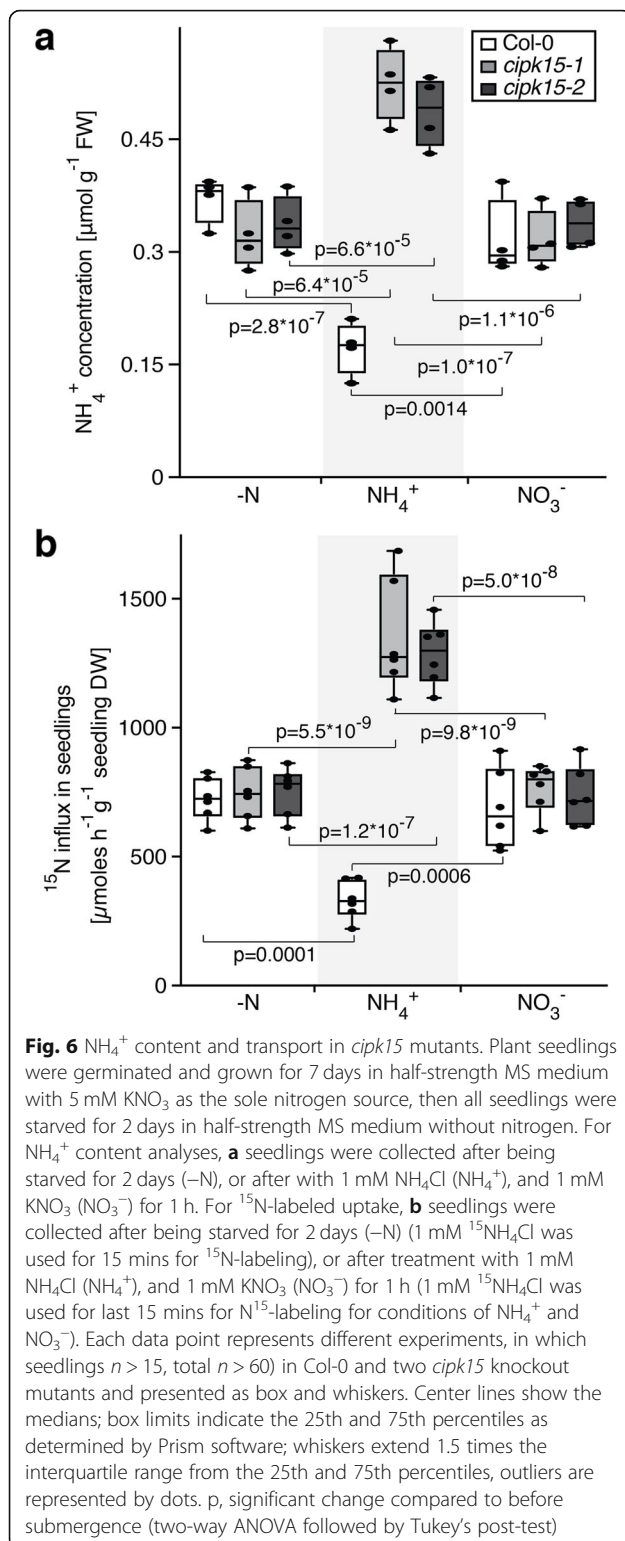 a
Col-0
cipk15-1
cipk15-2
NH₄⁺ concentration [µmol g⁻¹ FW]
0.45
0.3
0.15
0
p=6.6*10⁻⁵
p=6.4*10⁻⁵
p=2.8*10⁻⁷
p=1.1*10⁻⁶
p=1.0*10⁻⁷
p=0.0014
-N
NH₄⁺
NO₃⁻
b
¹⁵N influx in seedlings
[µmoles h⁻¹ g⁻¹ seedling DW]
1500
1000
500
0
p=5.0*10⁻⁸
p=5.5*10⁻⁹
p=9.8*10⁻⁹
p=1.2*10⁻⁷
p=0.0006
p=0.0001
-N
NH₄⁺
NO₃⁻
Fig. 6 NH₄⁺ content and transport in cipk15 mutants. Plant seedlings
were germinated and grown for 7 days in half-strength MS medium
with 5 mM KNO₃ as the sole nitrogen source, then all seedlings were
starved for 2 days in half-strength MS medium without nitrogen. For
NH₄⁺ content analyses, a seedlings were collected after being
starved for 2 days (−N), or after with 1 mM NH₄Cl (NH₄⁺), and 1 mM
KNO₃ (NO₃⁻) for 1 h. For ¹⁵N-labeled uptake, b seedlings were
collected after being starved for 2 days (−N) (1 mM ¹⁵NH₄Cl was
used for 15 mins for ¹⁵N-labeling), or after treatment with 1 mM
NH₄Cl (NH₄⁺), and 1 mM KNO₃ (NO₃⁻) for 1 h (1 mM ¹⁵NH₄Cl was
used for last 15 mins for N¹⁵-labeling for conditions of NH₄⁺ and
NO₃⁻). Each data point represents different experiments, in which
seedlings n > 15, total n > 60) in Col-0 and two cipk15 knockout
mutants and presented as box and whiskers. Center lines show the
medians; box limits indicate the 25th and 75th percentiles as
determined by Prism software; whiskers extend 1.5 times the
interquartile range from the 25th and 75th percentiles, outliers are
represented by dots. p, significant change compared to before
submergence (two-way ANOVA followed by Tukey's post-test)